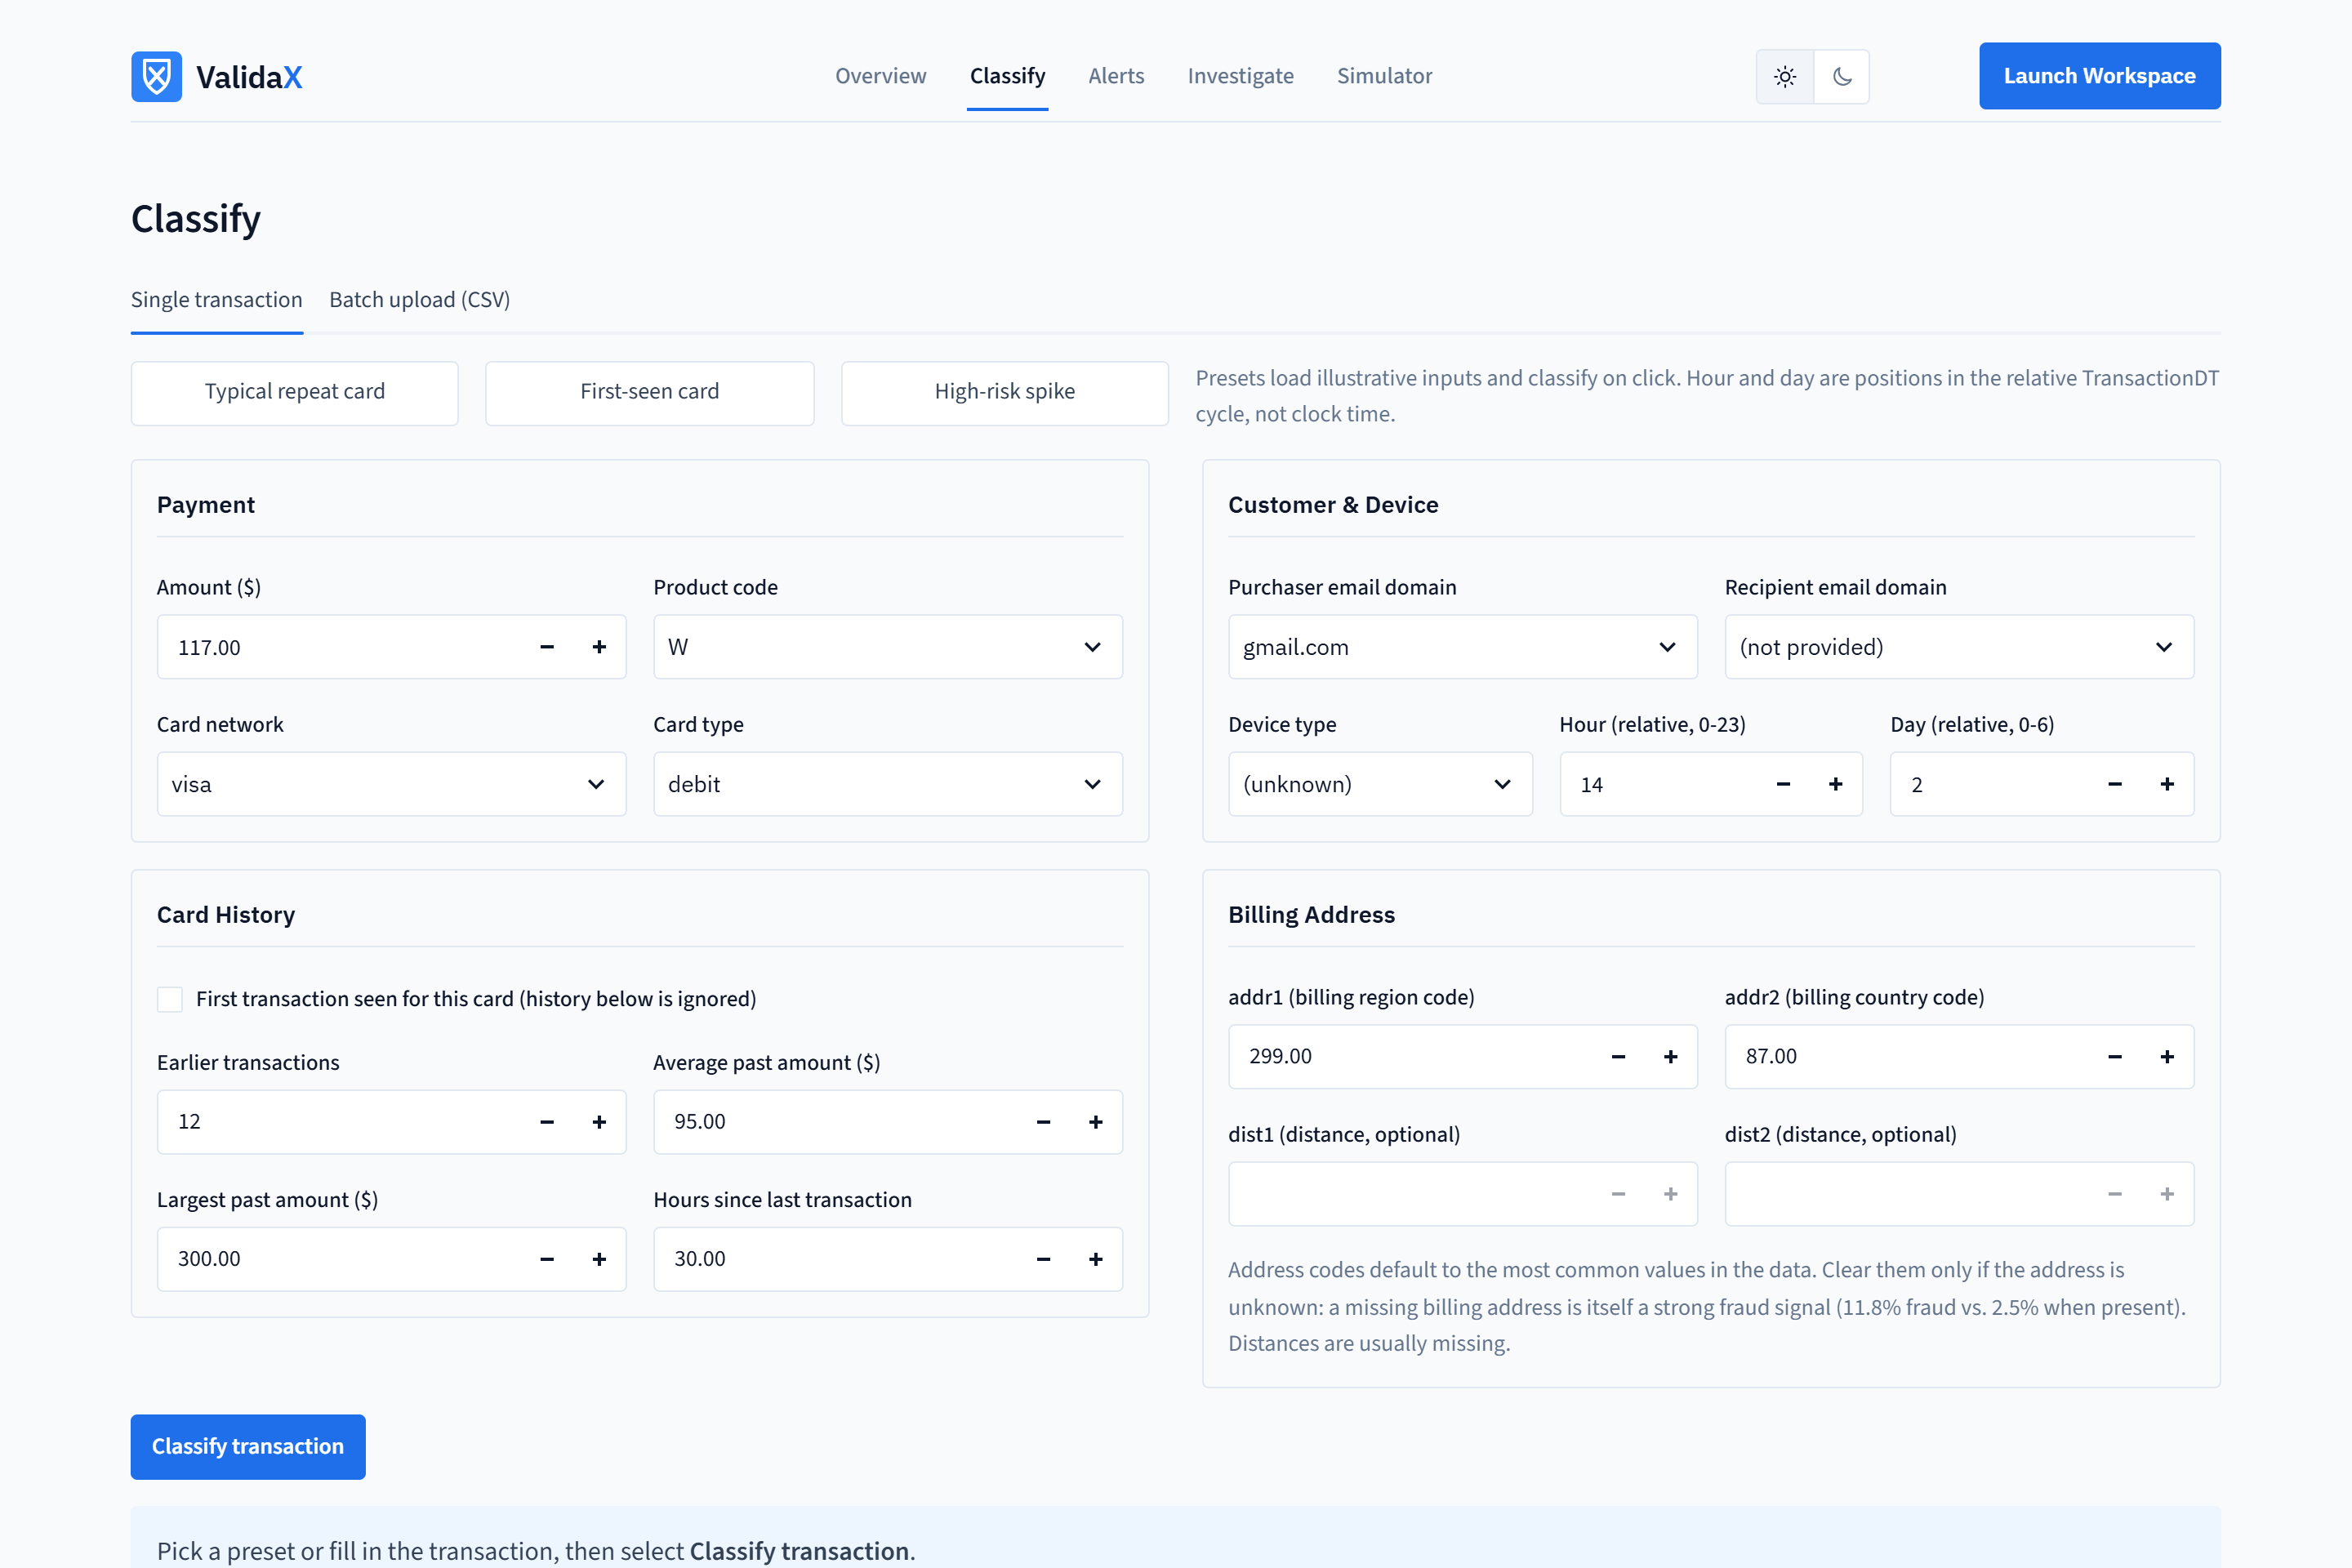 ValidaX
Overview
Classify
Alerts
Investigate
Simulator
Launch Workspace
Classify
Single transaction
Batch upload (CSV)
Typical repeat card
First-seen card
High-risk spike
Presets load illustrative inputs and classify on click. Hour and day are positions in the relative TransactionDT
cycle, not clock time.
Payment
Amount ($)
Product code
117.00
W
Card network
Card type
visa
debit
Customer & Device
Purchaser email domain
Recipient email domain
gmail.com
(not provided)
Device type
Hour (relative, 0-23)
Day (relative, 0-6)
(unknown)
14
2
Card History
First transaction seen for this card (history below is ignored)
Earlier transactions
Average past amount ($)
12
95.00
Largest past amount ($)
Hours since last transaction
300.00
30.00
Billing Address
addr1 (billing region code)
addr2 (billing country code)
299.00
87.00
dist1 (distance, optional)
dist2 (distance, optional)
Address codes default to the most common values in the data. Clear them only if the address is
unknown: a missing billing address is itself a strong fraud signal (11.8% fraud vs. 2.5% when present).
Distances are usually missing.
Classify transaction
Pick a preset or fill in the transaction, then select Classify transaction.